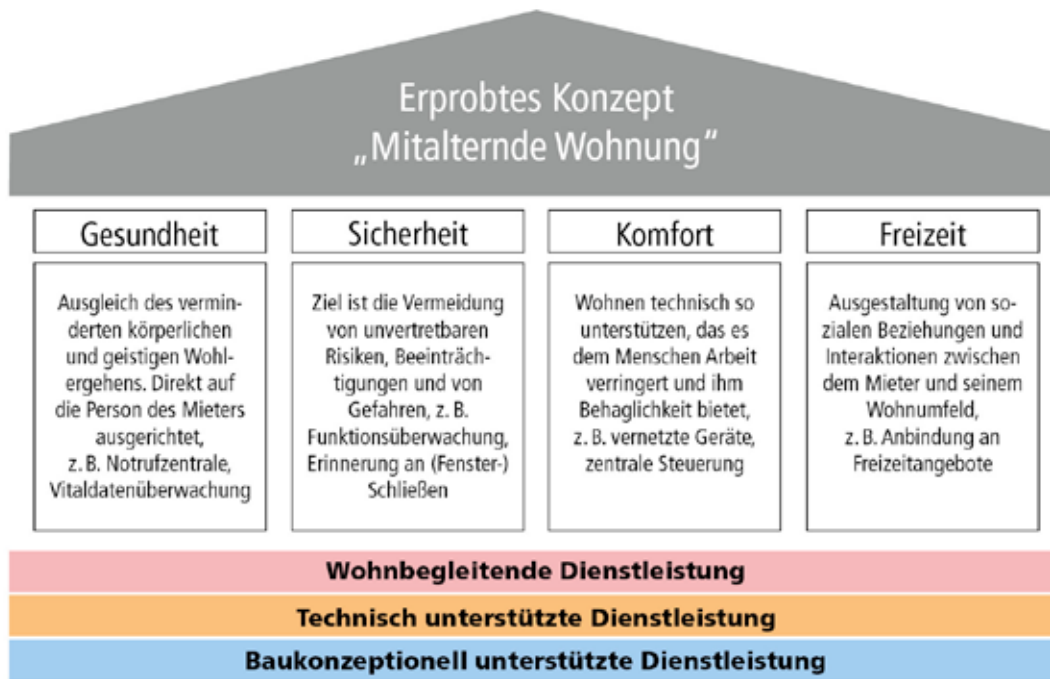 Erprobtes Konzept
„Mitalternde Wohnung“
Gesundheit
Ausgleich des vermin-
derten körperlichen
und geistigen Wohl-
ergehens. Direkt auf
die Person des Mieters
ausgerichtet,
z. B. Notrufzentrale,
Vitaldatenüberwachung
Sicherheit
Ziel ist die Vermeidung
von unvertretbaren
Risiken, Beeinträch-
tigungen und von
Gefahren, z. B.
Funktionsüberwachung,
Erinnerung an (Fenster-)
Schließen
Komfort
Wohnen technisch so
unterstützen, das es
dem Menschen Arbeit
verringert und ihm
Behaglichkeit bietet,
z. B. vernetzte Geräte,
zentrale Steuerung
Freizeit
Ausgestaltung von so-
zialen Beziehungen und
Interaktionen zwischen
dem Mieter und seinem
Wohnumfeld,
z. B. Anbindung an
Freizeitangebote
Wohnbegleitende Dienstleistung
Technisch unterstützte Dienstleistung
Baukonzeptionell unterstützte Dienstleistung